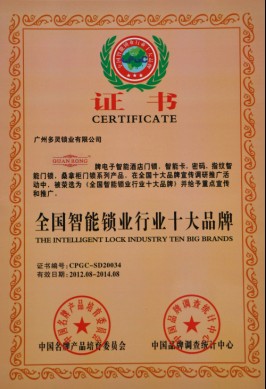 证书
CERTIFICATE
广州多灵锁业有限公司
牌电子智能酒店门锁、智能卡、密码、指纹智
能门锁、桑拿柜门锁系列产品，在全国十大品牌宣传调研推广活
动中，被荣选为《全国智能锁业十大品牌》并给予重点宣传
和推广。
全国智能锁业行业十大品牌
THE INTELLIGENT LOCK INDUSTRY TEN BIG BRANDS
证书编号：CPGC-SD20034
有效日期：2012.08-2014.08
中国名牌产品培育委员会
中国品牌调查统计中心